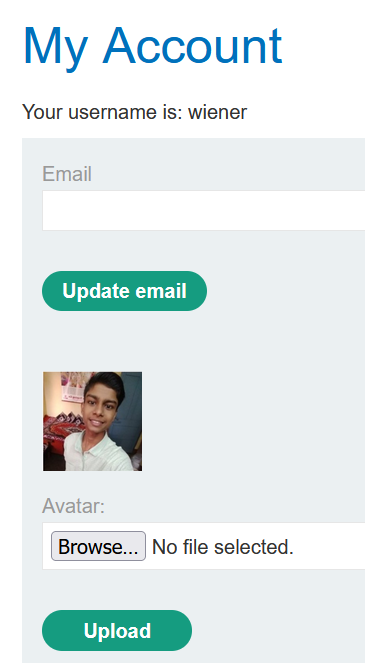 My Account
Your username is: wiener
Email
Update email
Avatar:
Browse... No file selected.
Upload